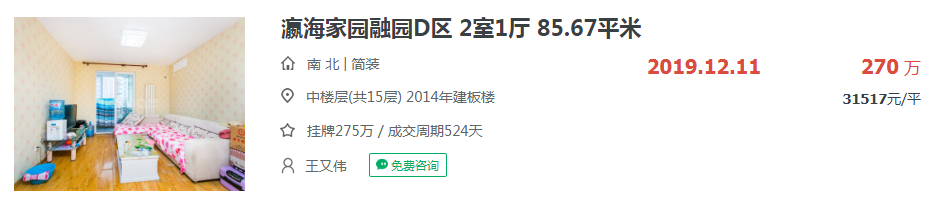 瀛海家园融园D区 2室1厅 85.67平米
南 北 | 简装
2019.12.11
270 万
中楼层(共15层) 2014年建板楼
31517元/平
挂牌275万 / 成交周期524天
王又伟
免费咨询